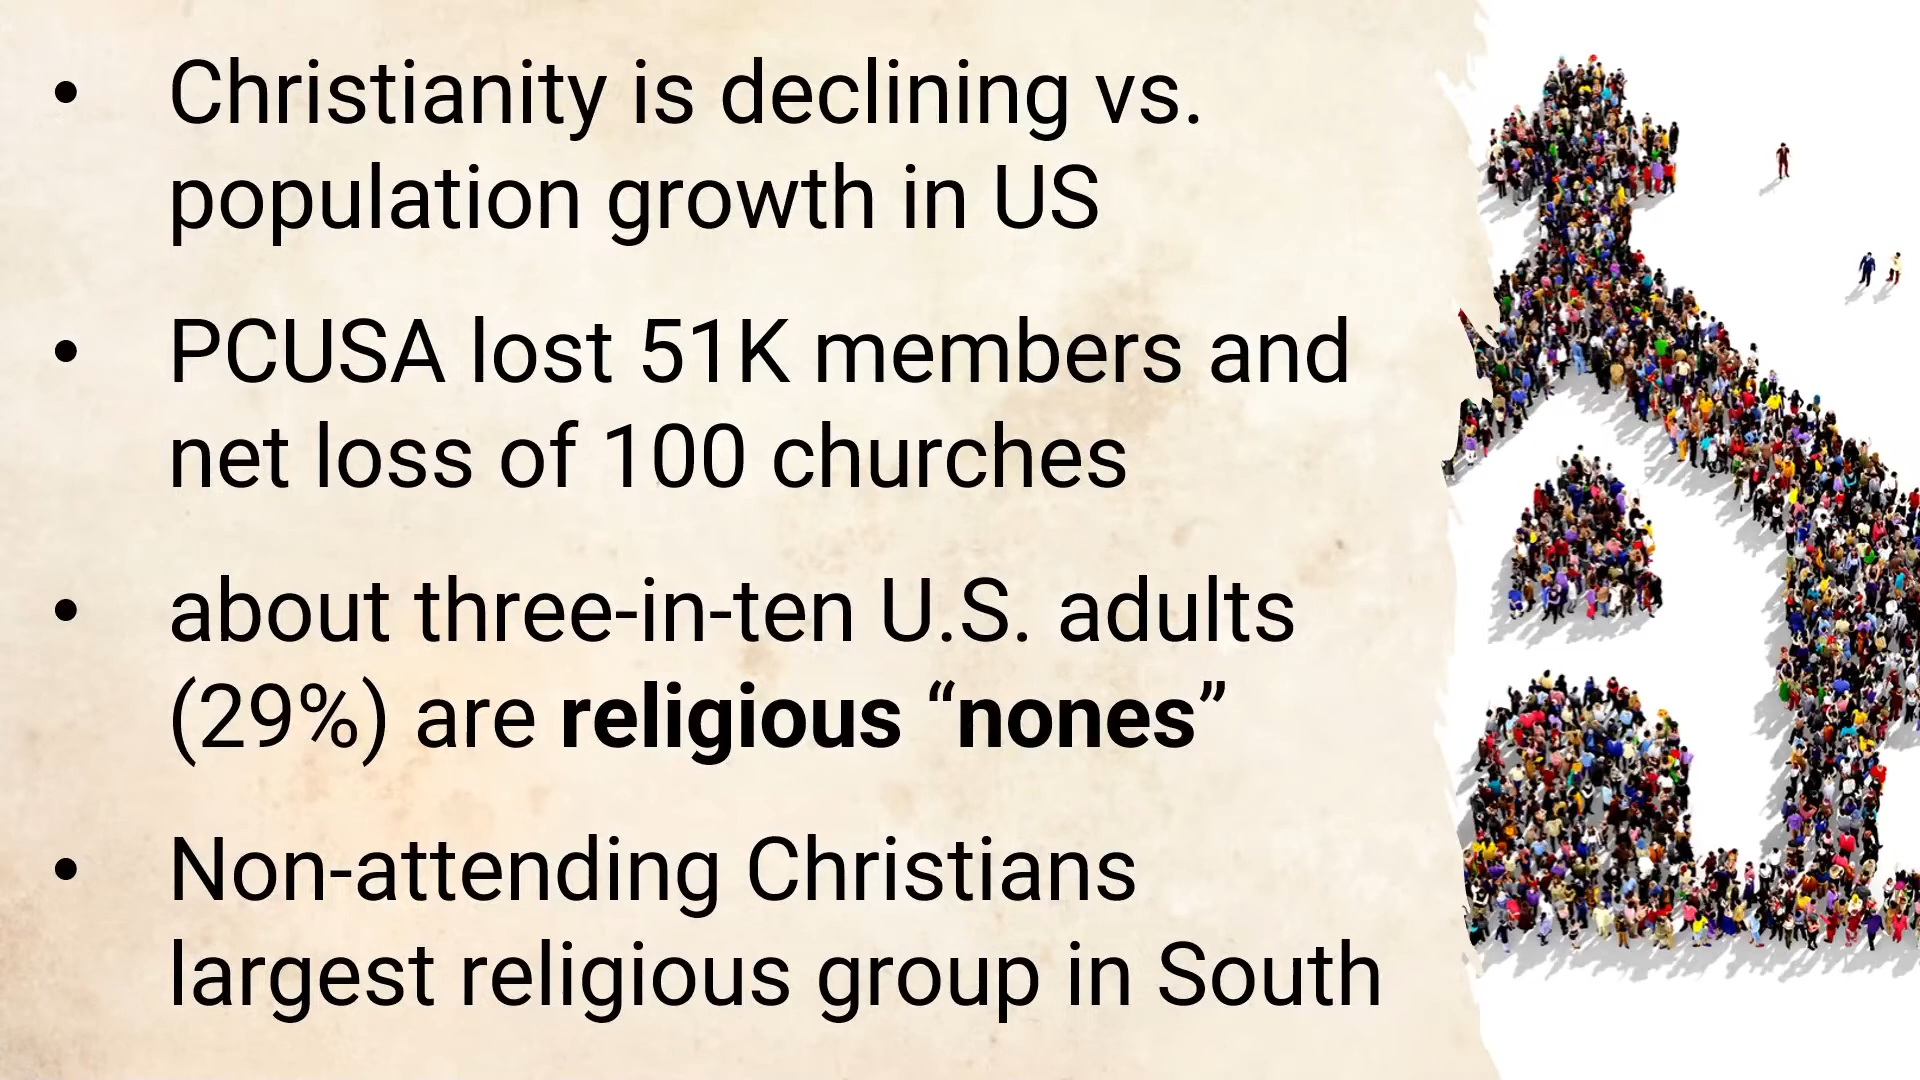 • Christianity is declining vs.
population growth in US
• PCUSA lost 51K members and
net loss of 100 churches
• about three-in-ten U.S. adults
(29%) are religious “nones”
• Non-attending Christians
largest religious group in South